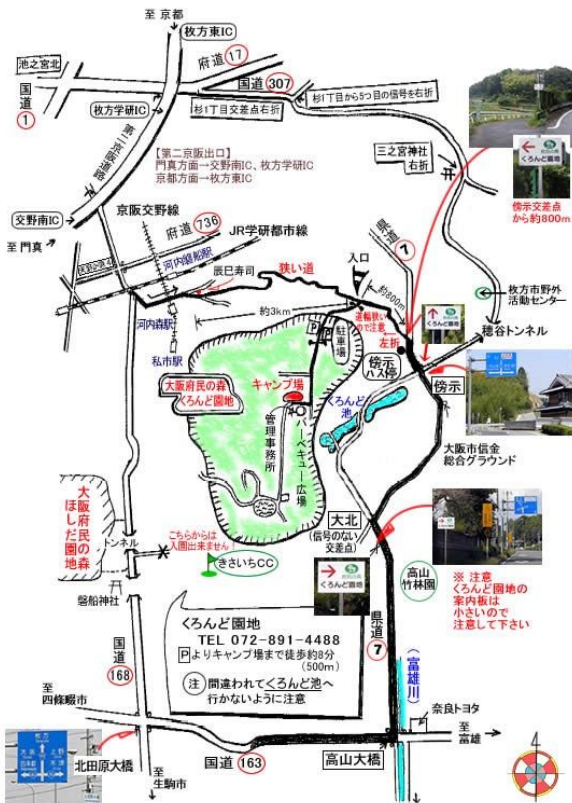 至 京都
枚方東IC
池之宮北
府道 17
国道 307
国道 1
枚方学研IC
杉1丁目交差点右折
杉1丁目から5つ目の信号を右折
第二京阪道路
【第二京阪出口】
門真方面→交野南IC、枚方学研IC
京都方面→枚方東IC
三之宮神社
右折
くろんど園地
傍示交差点
から約800m
交野南IC
至 門真
京阪交野線
府道 736
JR学研都市線
河内磐船駅
県道 7
入口
狭い道
辰巳寿司
約800m
枚方市野外
活動センター
穂谷トンネル
くろんど園地
約3km
道幅狭い
ので注意
左折
P
駐車場
河内森駅
私市駅
傍示
バス停
傍示
大阪府民の森
くろんど園地
キャンプ場
くろんど
池
管理事務所
バーベキュー広場
大阪市信金
総合グラウンド
大阪府民の森
ほしだ園地
トンネル
こちらからは
入園出来ません!
きさいちCC
大北
(信号のない
交差点)
くろんど園地
高山
竹林園
※ 注意
くろんど園地の
案内板は
小さいので
注意して下さい
磐船神社
くろんど園地
TEL 072-891-4488
Pよりキャンプ場まで徒歩約8分
(500m)
注 間違われてくろんど池へ
行かないように注意
県道 7
(富雄川)
国道 168
至
四條畷市
奈良トヨタ
至
富雄
北田原大橋
至
生駒市
国道 163
高山大橋
4